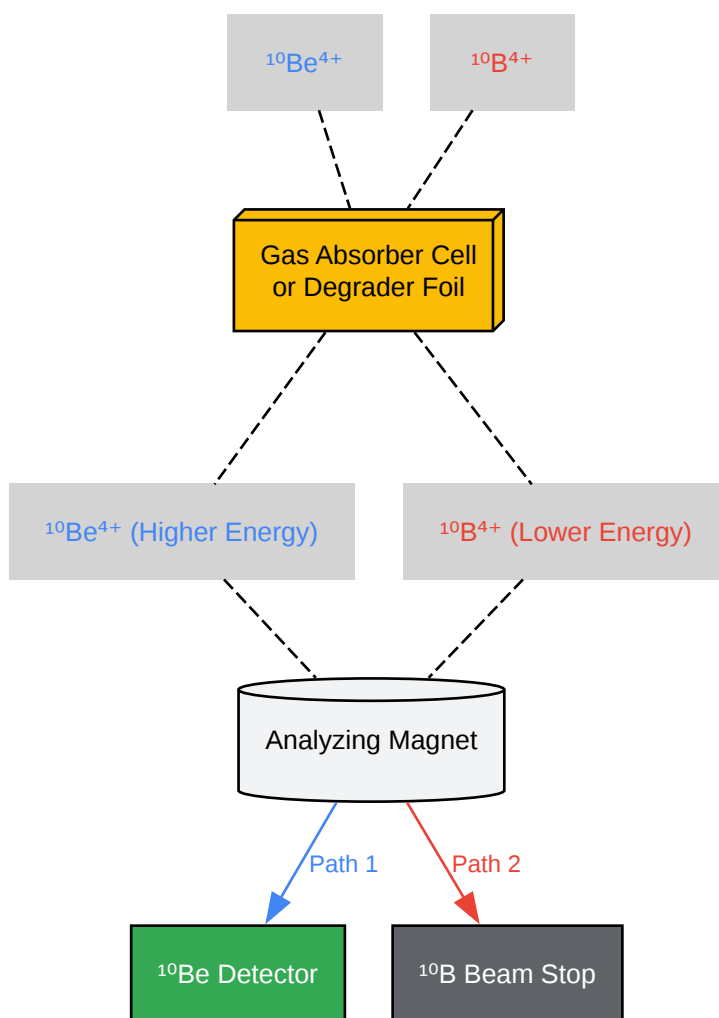 ¹⁰Be⁴⁺
¹⁰B⁴⁺
Gas Absorber Cell
or Degrader Foil
¹⁰Be⁴⁺ (Higher Energy)
¹⁰B⁴⁺ (Lower Energy)
Analyzing Magnet
Path 1
Path 2
¹⁰Be Detector
¹⁰B Beam Stop